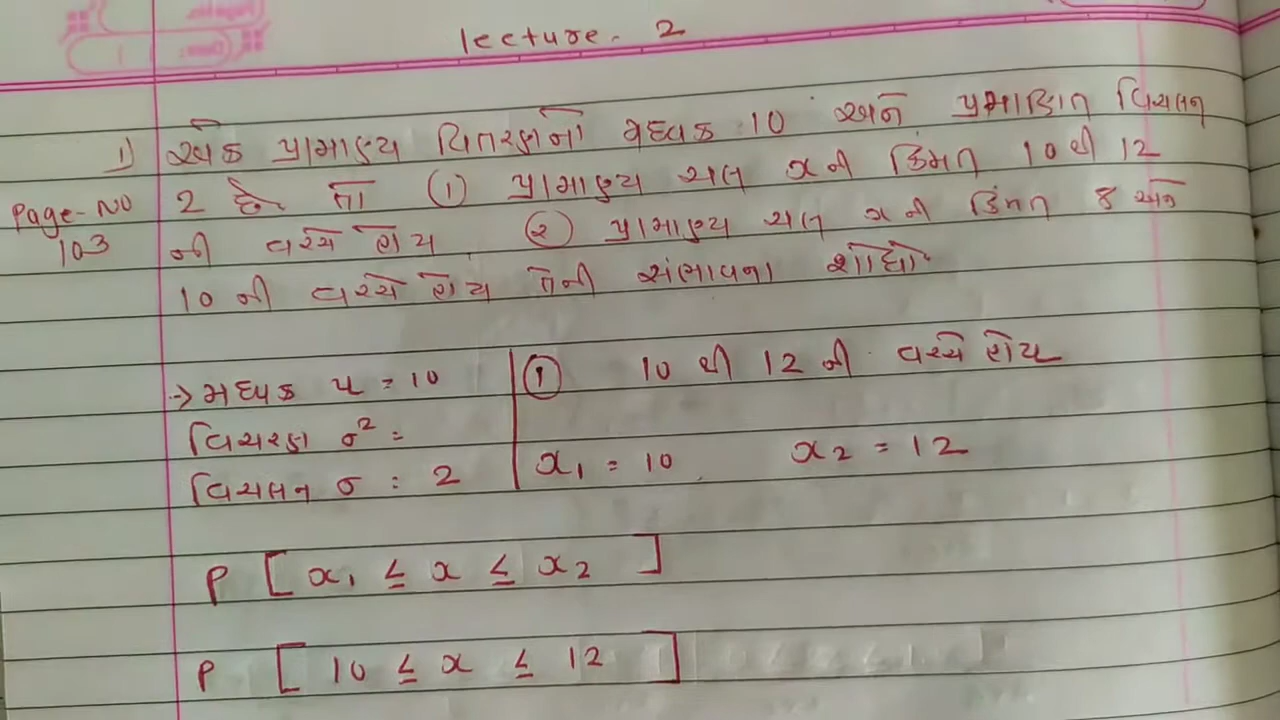 lecture. 2
1) એક પ્રામાણ્ય વિતરણનો મધ્યક 10 અને પ્રમાણિત વિચલન
Page-No 2 છે તો (1) પ્રામાણ્ય ચલ x ની કિંમત 10 થી 12
103 ની વચ્ચે હોય (૨) પ્રામાણ્ય ચલ x ની કિંમત 8 અને
10 ની વચ્ચે હોય તેની સંભાવના શોધો
→ મધ્યક μ = 10
વિચરણ σ² =
વિચલન σ = 2
① 10 થી 12 ની વચ્ચે હોય
x₁ = 10 x₂ = 12
P [ x₁ ≤ x ≤ x₂ ]
P [ 10 ≤ x ≤ 12 ]